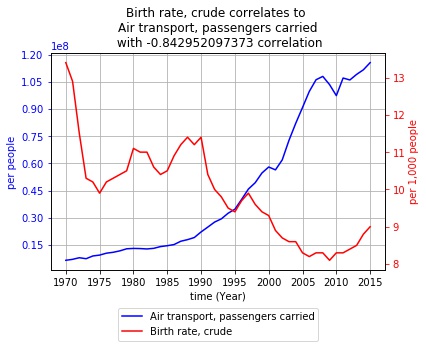 Birth rate, crude correlates to
Air transport, passengers carried
with -0.842952097373 correlation
1e8
1.20
1.05
0.90
0.75
0.60
0.45
0.30
0.15
per people
13
12
11
10
9
8
per 1,000 people
1970 1975 1980 1985 1990 1995 2000 2005 2010 2015
time (Year)
Air transport, passengers carried
Birth rate, crude